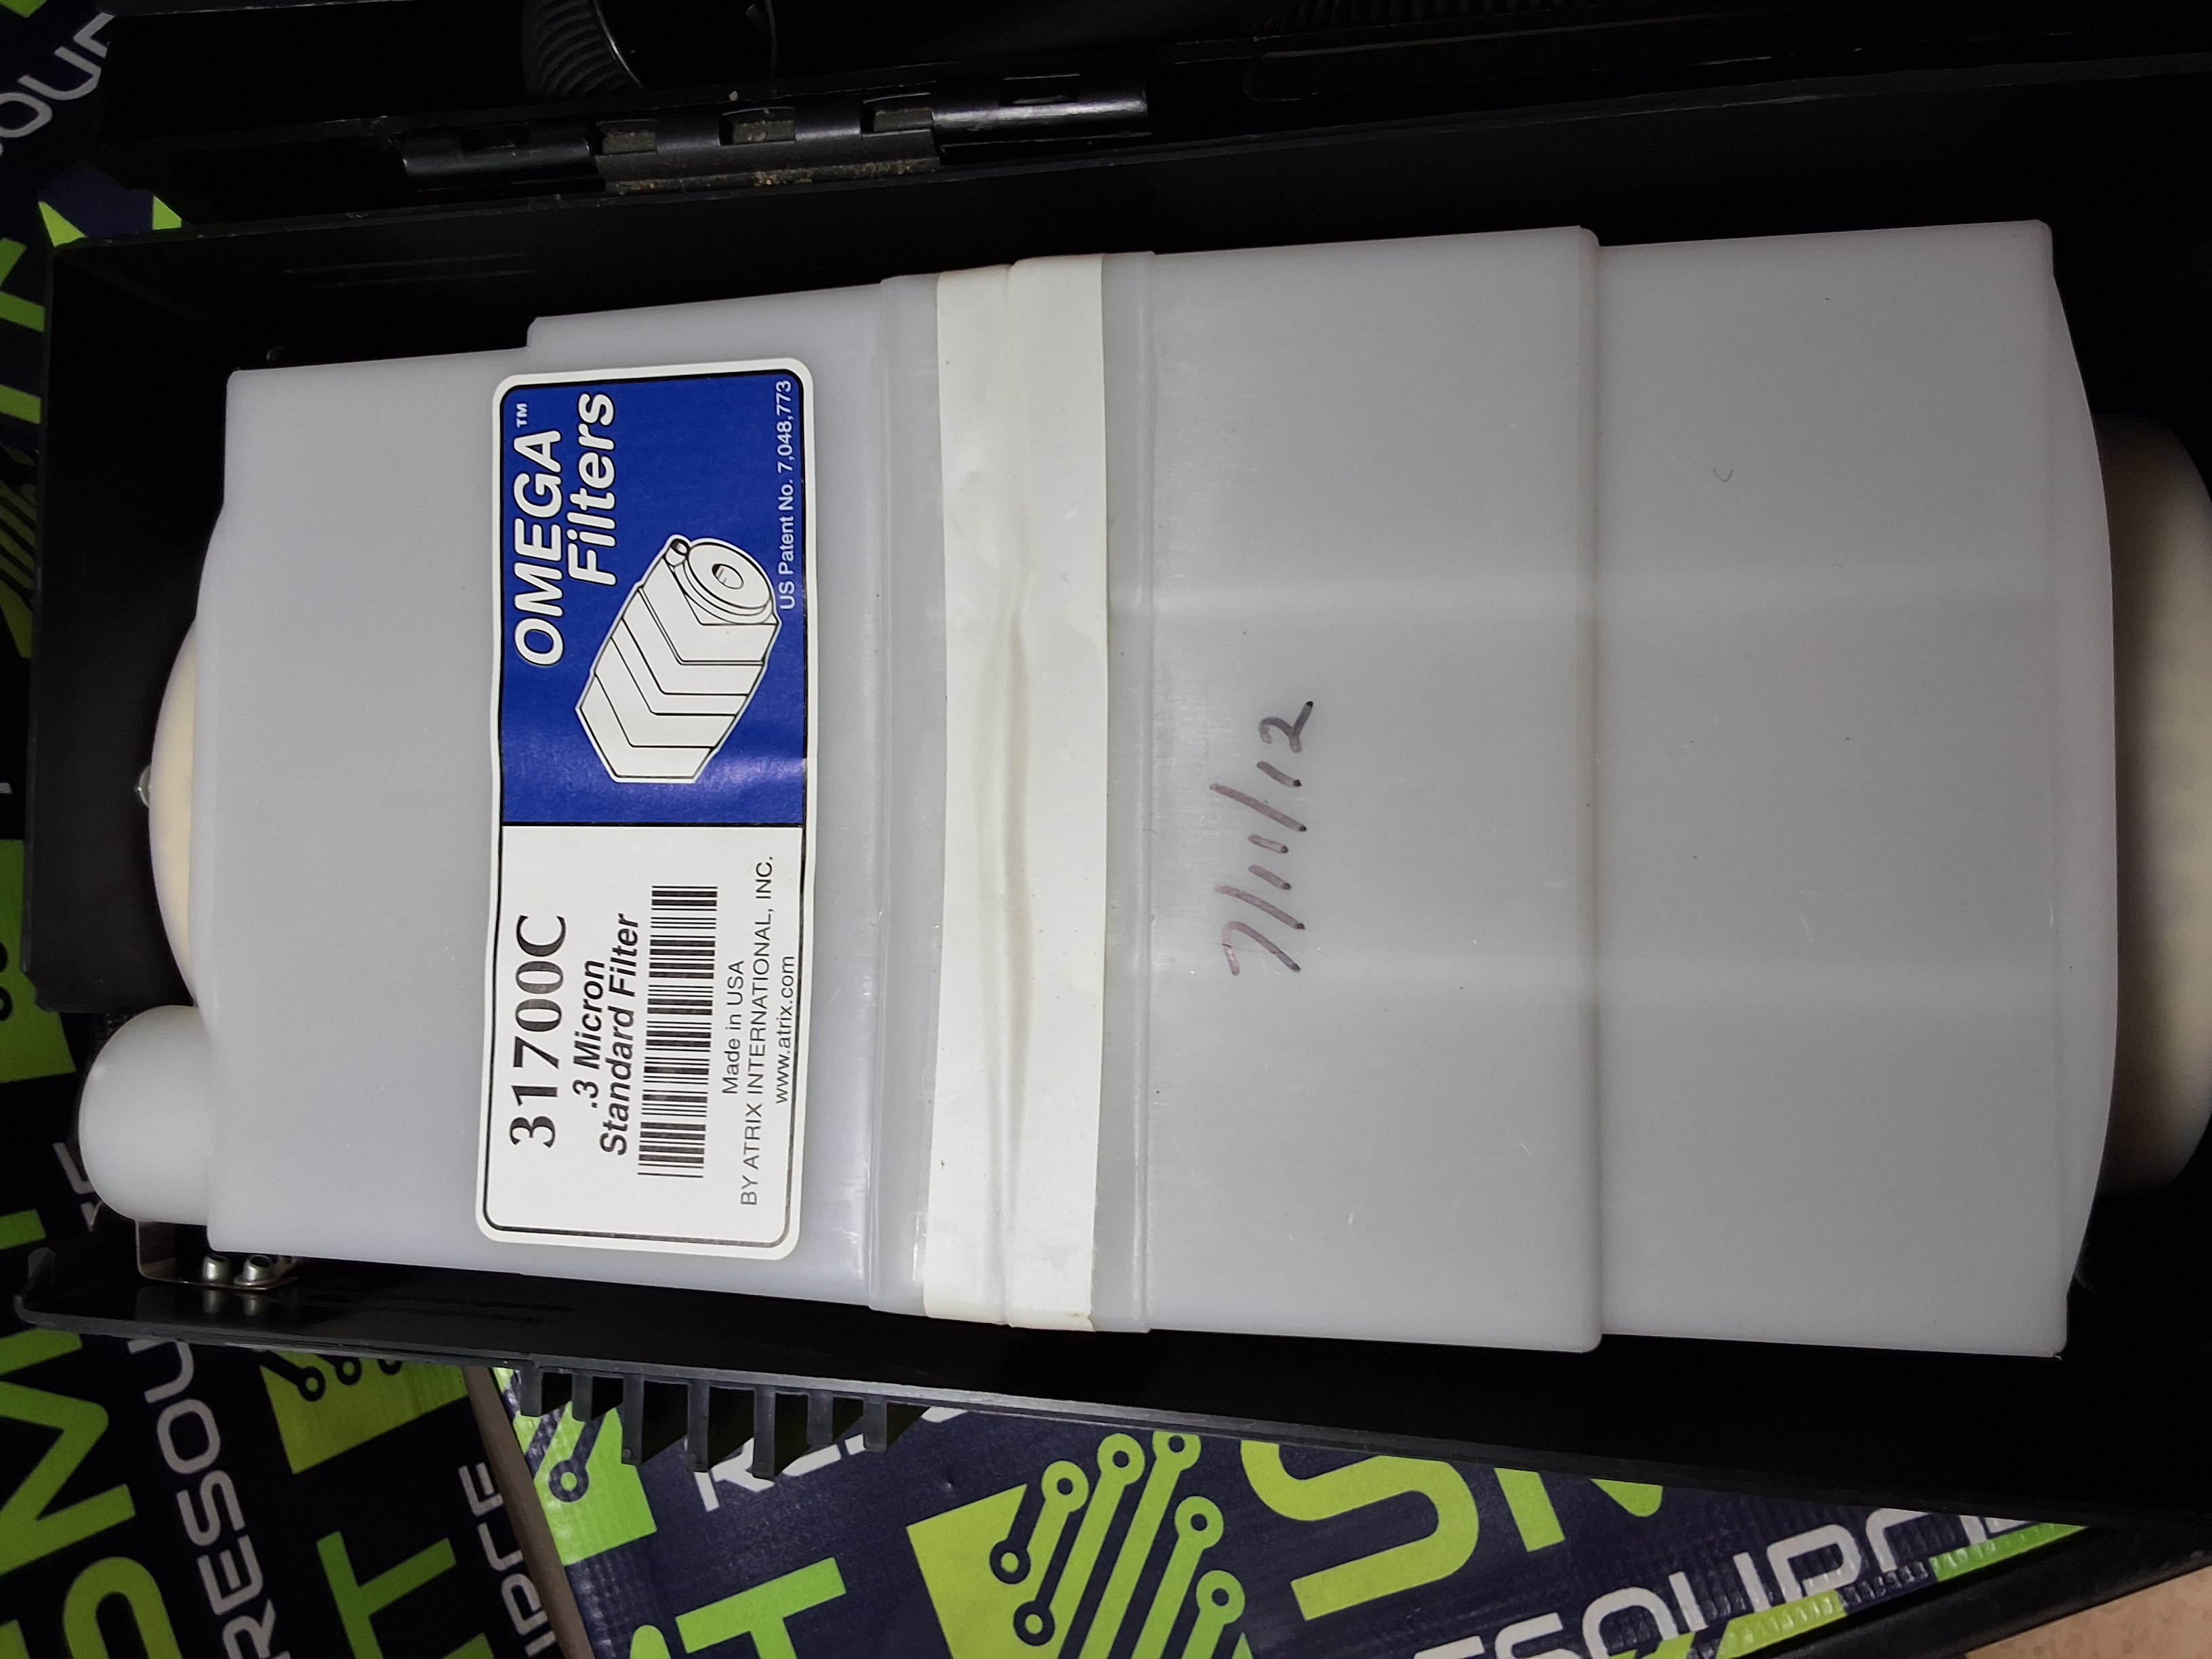 OMEGA™
Filters
US Patent No. 7,048,773
31700C
.3 Micron
Standard Filter
Made in USA
BY ATRIX INTERNATIONAL, INC.
www.atrix.com
7/11/12